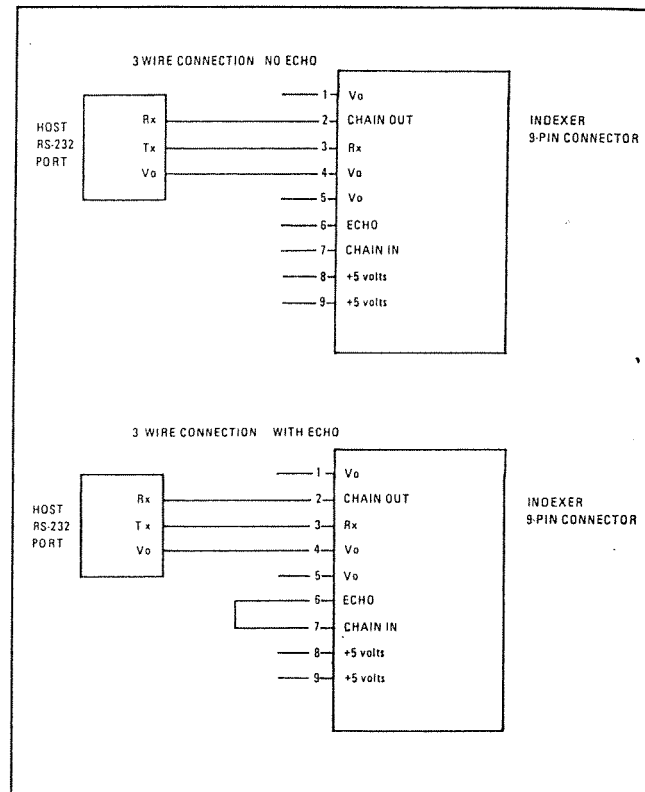 3 WIRE CONNECTION NO ECHO
HOST
RS-232
PORT
Rx
Tx
Vo
1 Vo
2 CHAIN OUT
3 Rx
4 Vo
5 Vo
6 ECHO
7 CHAIN IN
8 +5 volts
9 +5 volts
INDEXER
9-PIN CONNECTOR
3 WIRE CONNECTION WITH ECHO
HOST
RS-232
PORT
Rx
Tx
Vo
1 Vo
2 CHAIN OUT
3 Rx
4 Vo
5 Vo
6 ECHO
7 CHAIN IN
8 +5 volts
9 +5 volts
INDEXER
9-PIN CONNECTOR